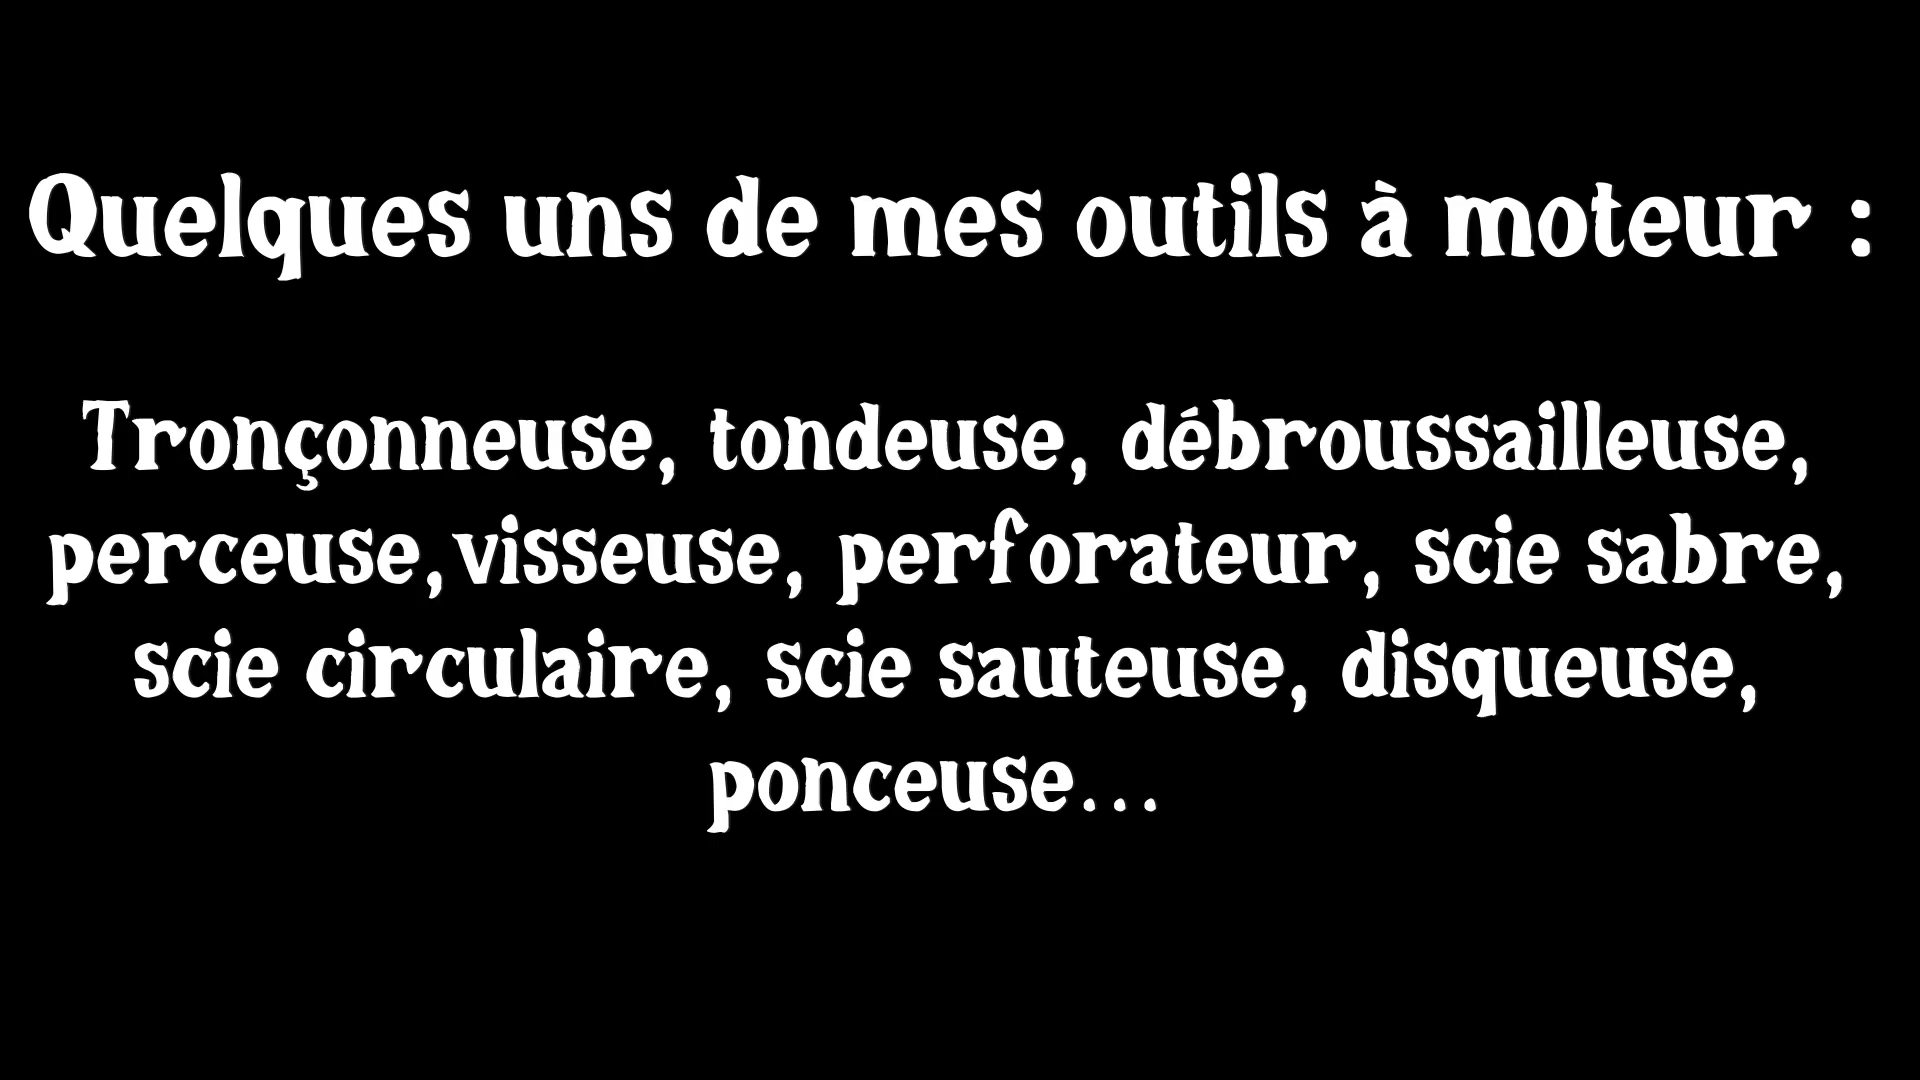 Quelques uns de mes outils à moteur :
Tronçonneuse, tondeuse, débroussailleuse,
perceuse,visseuse, perforateur, scie sabre,
scie circulaire, scie sauteuse, disqueuse,
ponceuse...